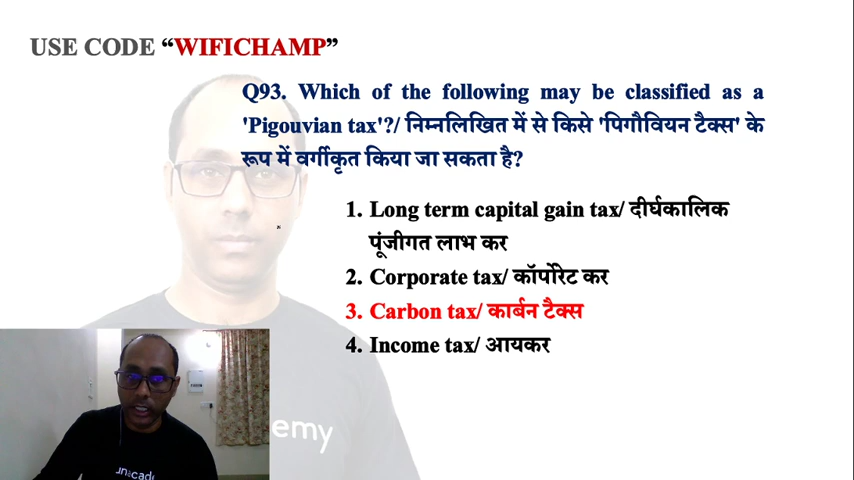 USE CODE “WIFICHAMP”
Q93. Which of the following may be classified as a
'Pigouvian tax'?/ निम्नलिखित में से किसे 'पिगौवियन टैक्स' के
रूप में वर्गीकृत किया जा सकता है?
1. Long term capital gain tax/ दीर्घकालिक
पूंजीगत लाभ कर
2. Corporate tax/ कॉर्पोरेट कर
3. Carbon tax/ कार्बन टैक्स
4. Income tax/ आयकर
emy
unacad